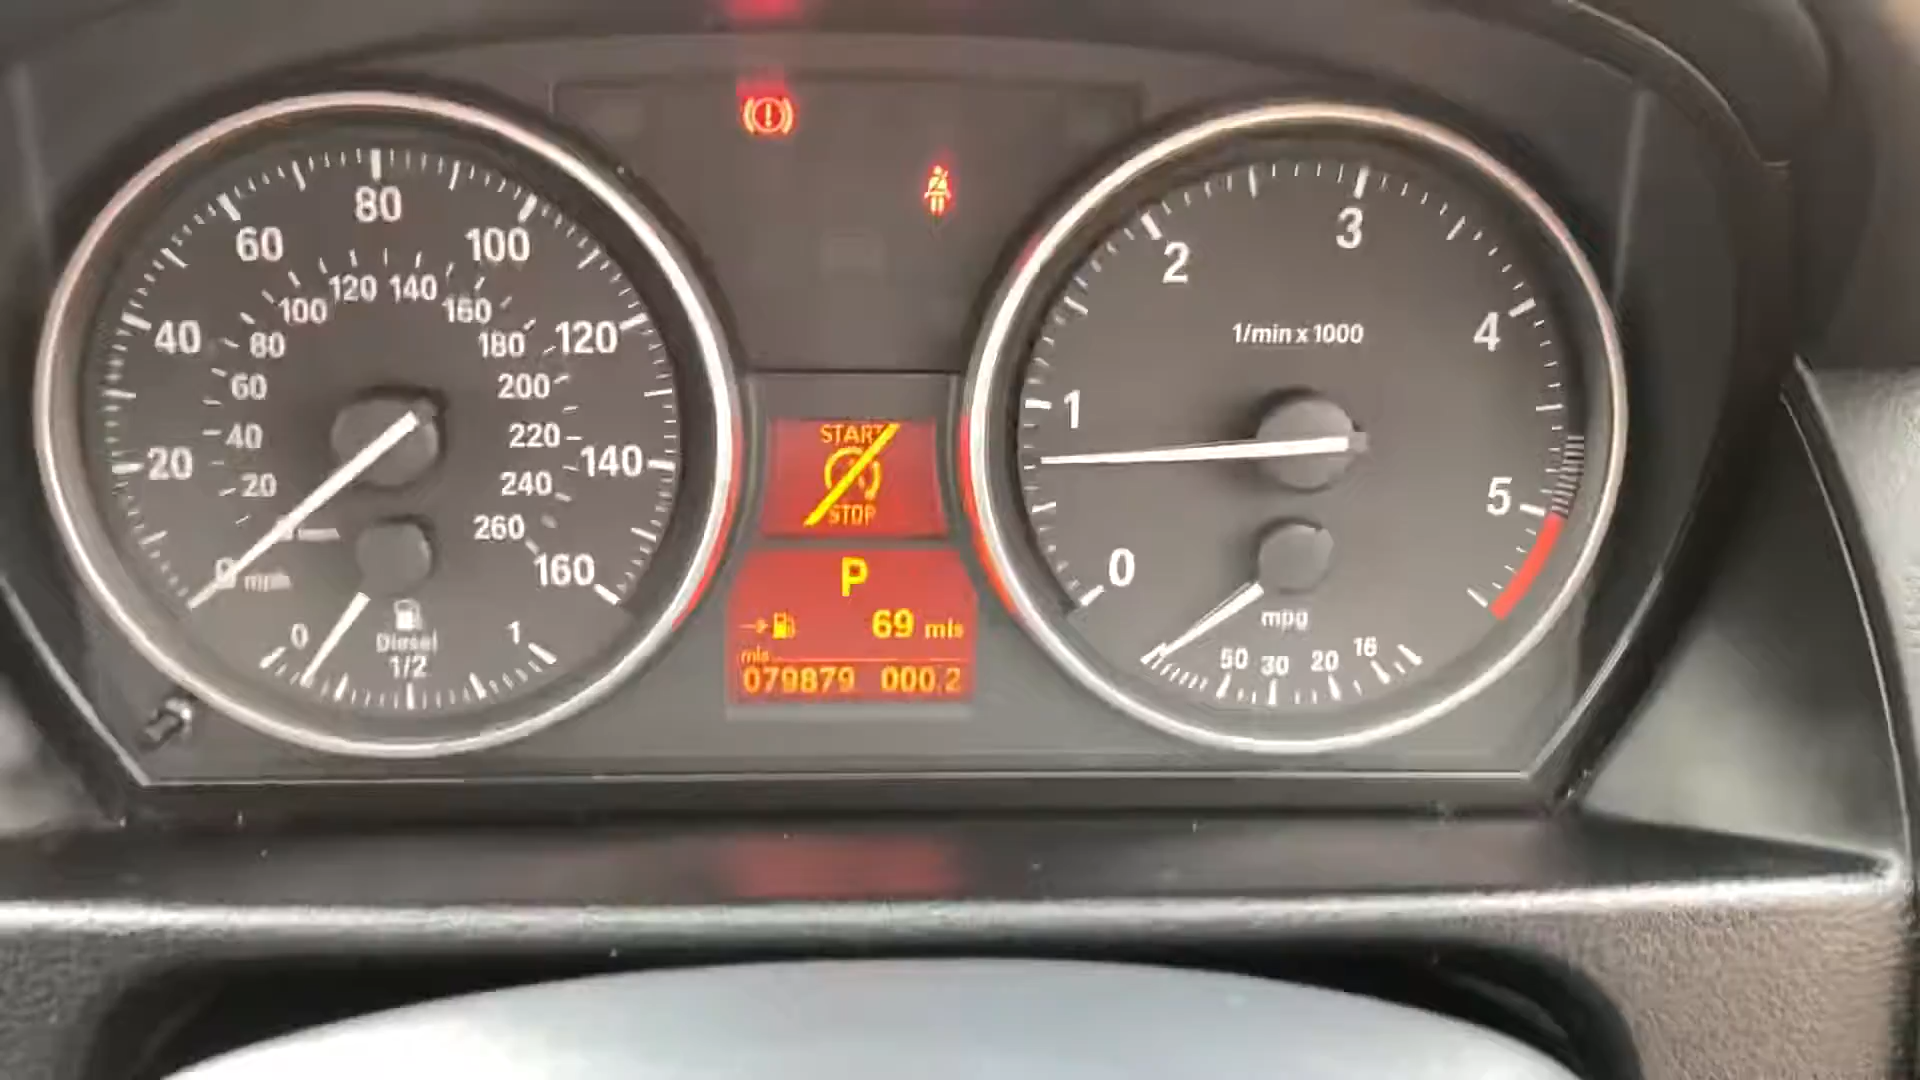 80
60 100
120 140
100 160
40 80 180 120
60 200
40 220
20 20 240 140
260
0 mph 160
0 Diesel 1
1/2
START
STOP
P
69 mls
mls
079879 000.2
3
2
1/min x 1000 4
1
5
0
mpg
50 30 20 16